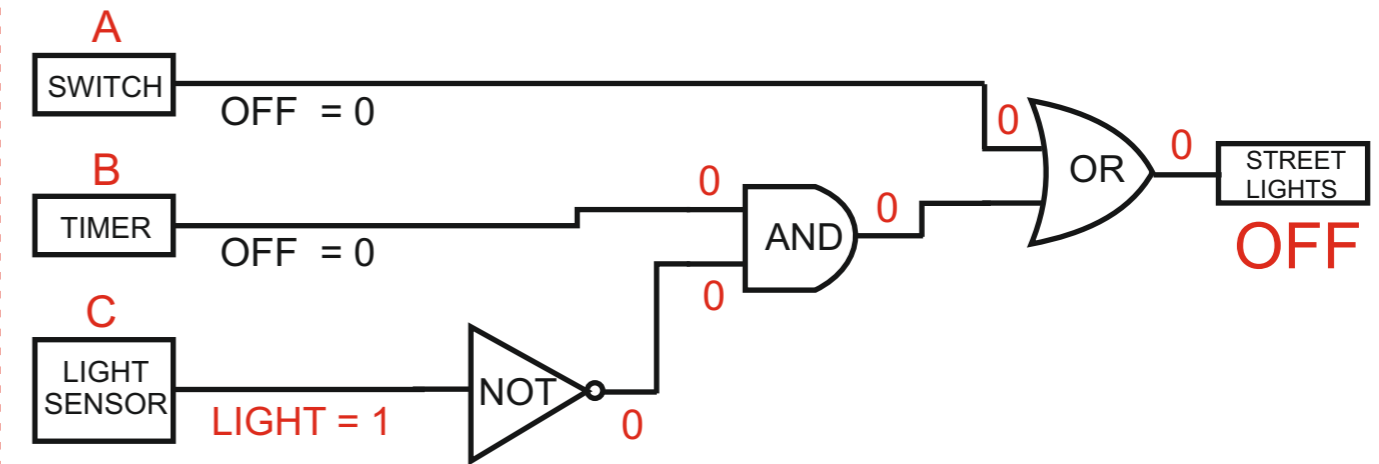 A
SWITCH
OFF = 0
0
OR
0
STREET
LIGHTS
OFF
B
TIMER
OFF = 0
0
AND
0
0
C
LIGHT
SENSOR
LIGHT = 1
NOT
0